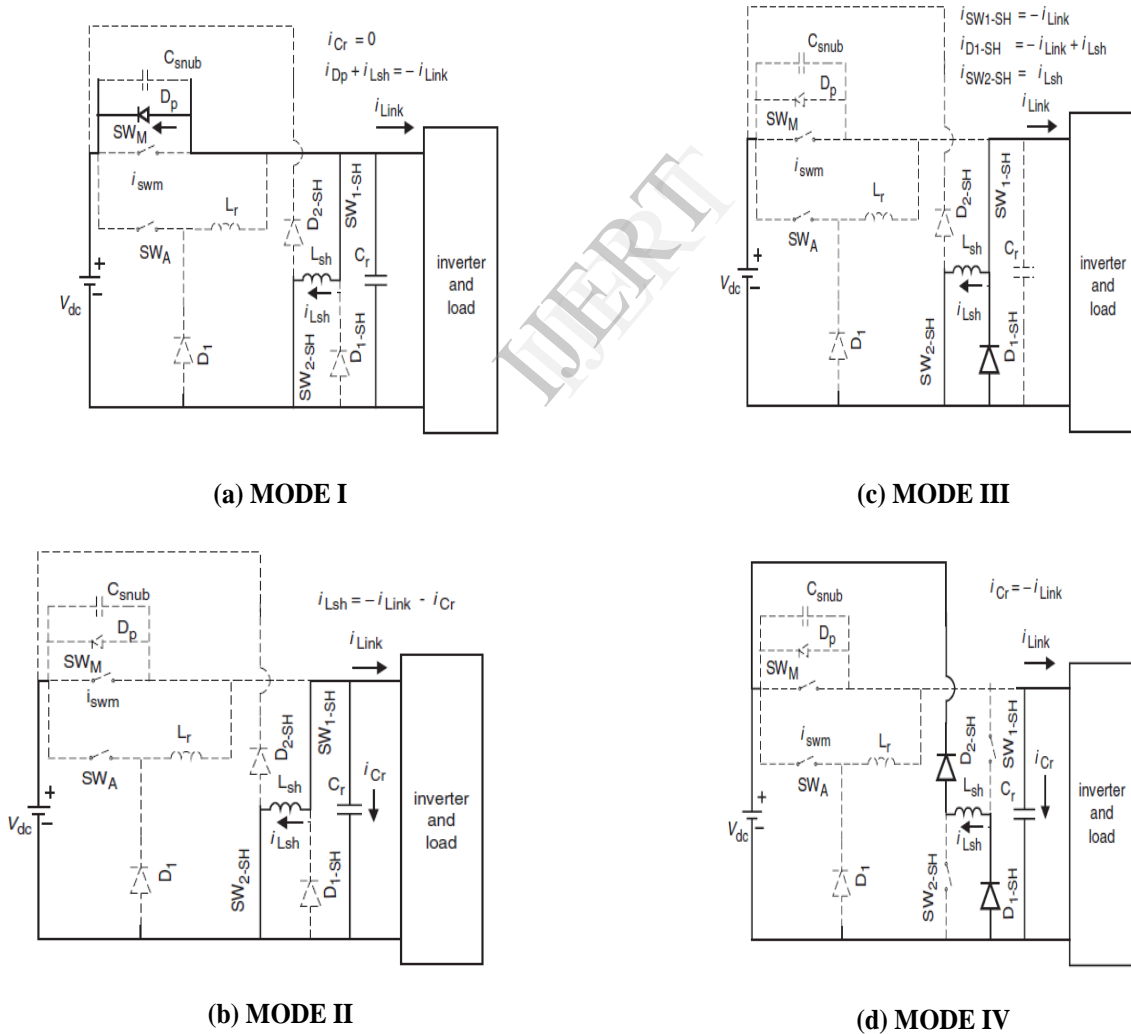 i_Cr = 0
i_Dp + i_Lsh = – i_Link
C_snub
D_p
i_Link
SW_M
i_swm
L_r
SW_A
D_2-SH
SW_1-SH
L_sh
C_r
i_Lsh
SW_2-SH
D_1-SH
D_1
+
–
V_dc
inverter
and
load
(a) MODE I
i_SW1-SH = – i_Link
i_D1-SH = – i_Link + i_Lsh
i_SW2-SH = i_Lsh
C_snub
D_p
i_Link
SW_M
i_swm
L_r
SW_A
D_2-SH
SW_1-SH
L_sh
C_r
i_Lsh
SW_2-SH
D_1-SH
D_1
+
–
V_dc
inverter
and
load
(c) MODE III
IJERT
i_Lsh = – i_Link - i_Cr
C_snub
D_p
i_Link
SW_M
i_swm
L_r
SW_A
D_2-SH
SW_1-SH
L_sh
C_r
i_Cr
i_Lsh
SW_2-SH
D_1-SH
D_1
+
–
V_dc
inverter
and
load
(b) MODE II
i_Cr = – i_Link
C_snub
D_p
i_Link
SW_M
i_swm
L_r
SW_A
D_2-SH
SW_1-SH
L_sh
C_r
i_Cr
i_Lsh
SW_2-SH
D_1-SH
D_1
+
–
V_dc
inverter
and
load
(d) MODE IV